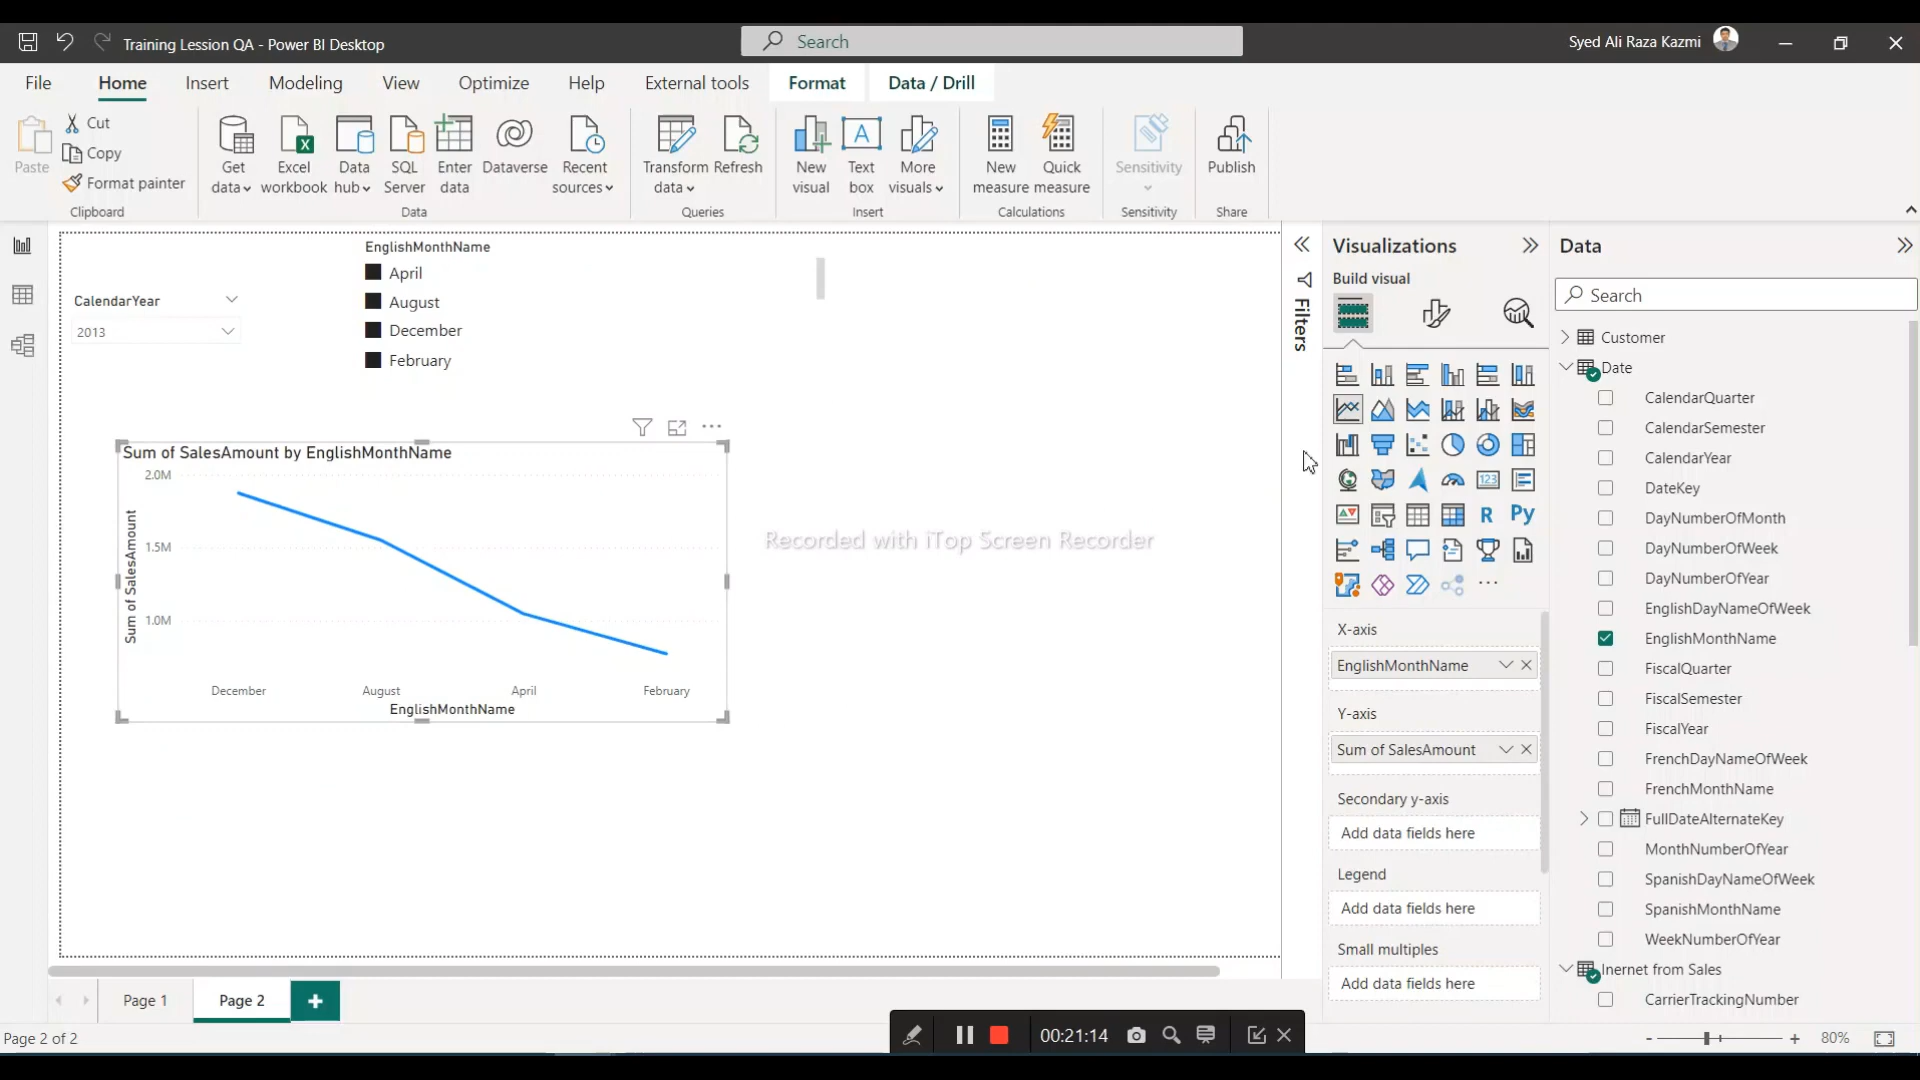 Training Lession QA - Power BI Desktop
Search
Syed Ali Raza Kazmi
File
Home
Insert
Modeling
View
Optimize
Help
External tools
Format
Data / Drill
Paste
Cut
Copy
Format painter
Clipboard
Get data
Excel workbook
Data hub
SQL Server
Enter data
Dataverse
Recent sources
Data
Transform data
Refresh
Queries
New visual
Text box
More visuals
Insert
New measure
Quick measure
Calculations
Sensitivity
Sensitivity
Publish
Share
CalendarYear
2013
EnglishMonthName
April
August
December
February
Sum of SalesAmount by EnglishMonthName
2.0M
1.5M
1.0M
Sum of SalesAmount
December
August
April
February
EnglishMonthName
Recorded with iTop Screen Recorder
Filters
Visualizations
Build visual
123
R
Py
X-axis
EnglishMonthName
Y-axis
Sum of SalesAmount
Secondary y-axis
Add data fields here
Legend
Add data fields here
Small multiples
Add data fields here
Data
Search
Customer
Date
CalendarQuarter
CalendarSemester
CalendarYear
DateKey
DayNumberOfMonth
DayNumberOfWeek
DayNumberOfYear
EnglishDayNameOfWeek
EnglishMonthName
FiscalQuarter
FiscalSemester
FiscalYear
FrenchDayNameOfWeek
FrenchMonthName
FullDateAlternateKey
MonthNumberOfYear
SpanishDayNameOfWeek
SpanishMonthName
WeekNumberOfYear
Inernet from Sales
CarrierTrackingNumber
Page 1
Page 2
Page 2 of 2
00:21:14
80%